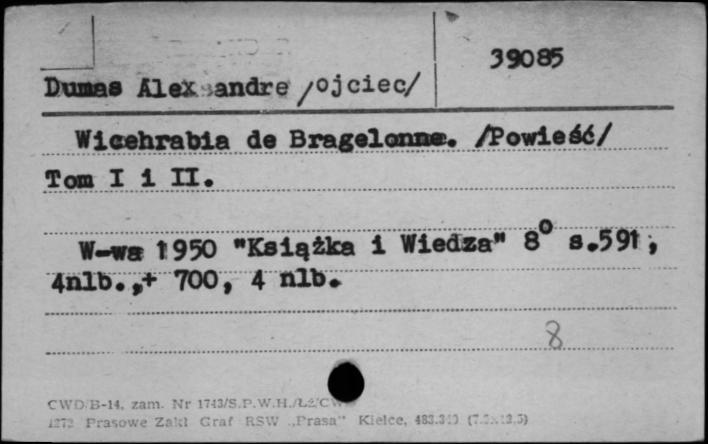 39085
Dumas Alexandre /ojciec/
Wicehrabia de Bragelonne. /Powieść/
Tom I i II.
W-wa 1950 "Książka i Wiedza" 8° s.591,
4nlb.,+ 700, 4 nlb.
8
CWD/B-14, zam. Nr 1743/S.P.W.H./Łż/CW
1272 Prasowe Zakł Graf RSW „Prasa" Kielce,